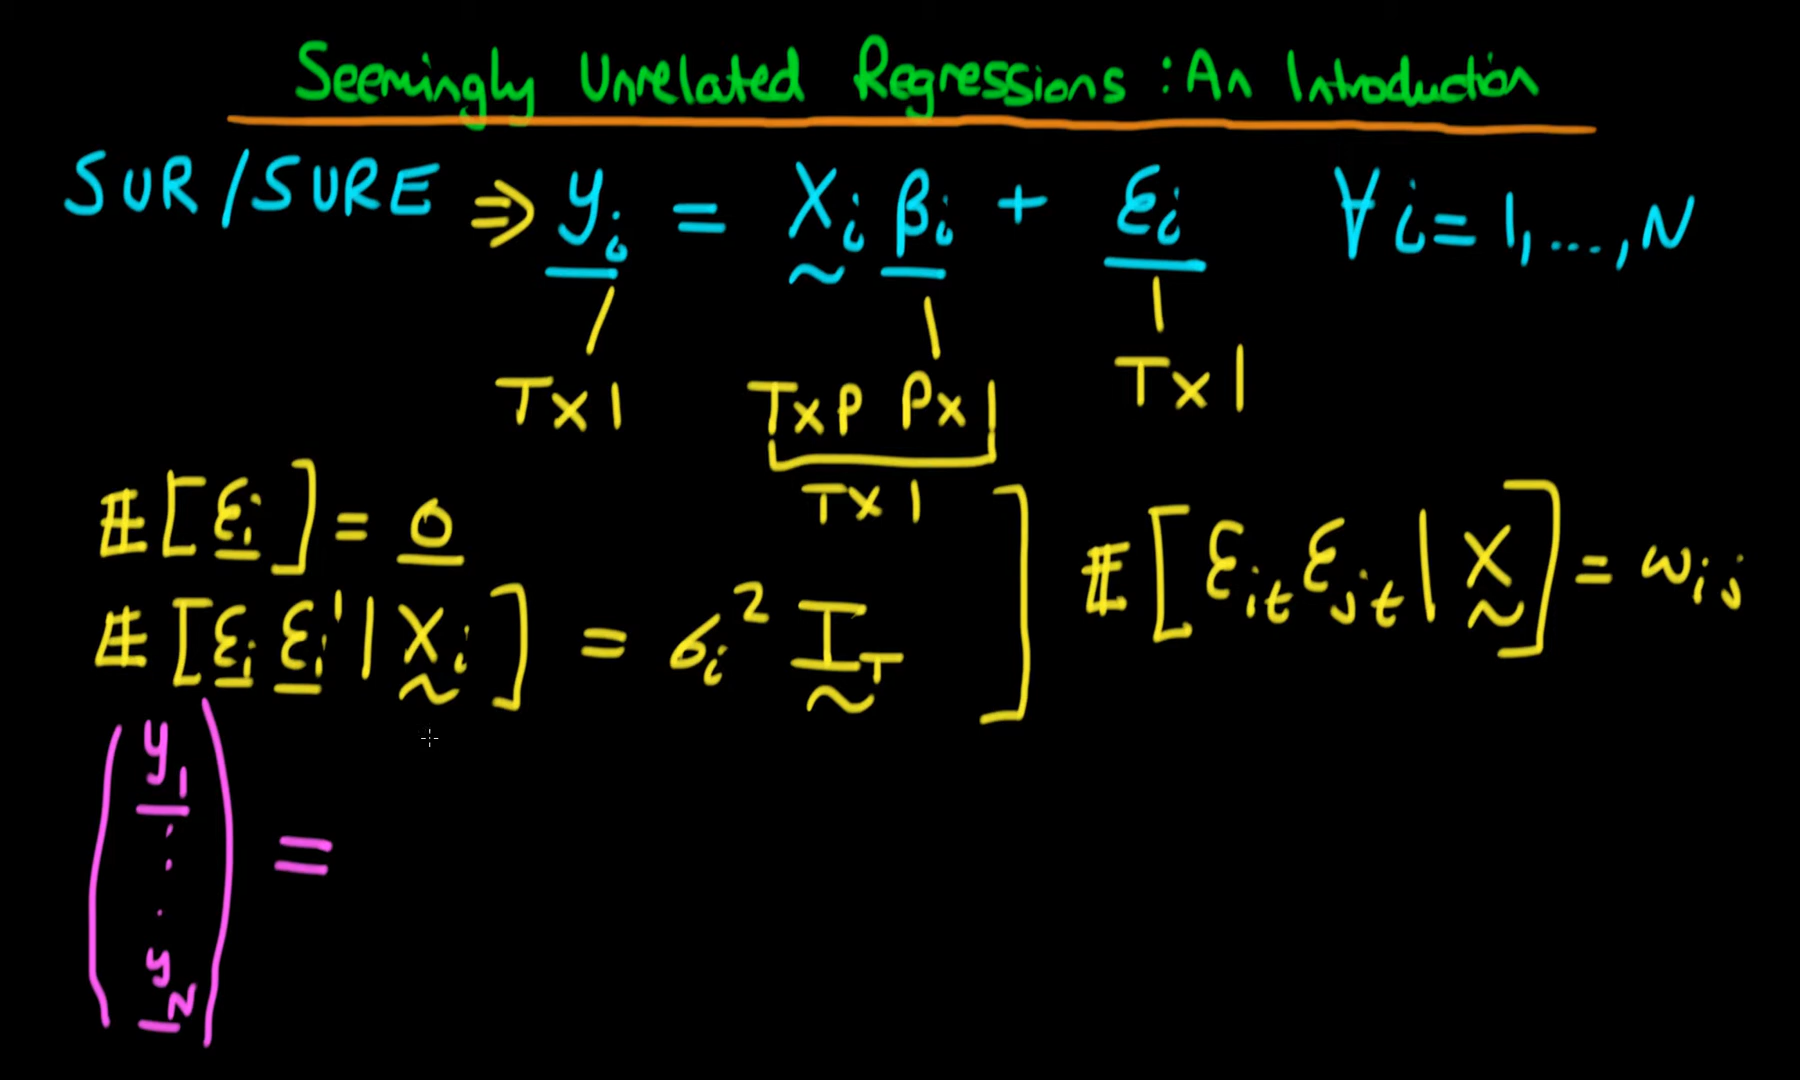 Seemingly Unrelated Regressions : An Introduction
SUR/SURE ⇒ y_i = X_i β_i + ε_i ∀ i = 1, ..., N
T x 1 T x P P x 1 T x 1
T x 1
E[ε_i] = 0
E[ε_i ε_i' | X_i] = σ_i² I_T ] E[ε_it ε_jt | X] = ω_ij
( y_1
⋮
y_N ) =